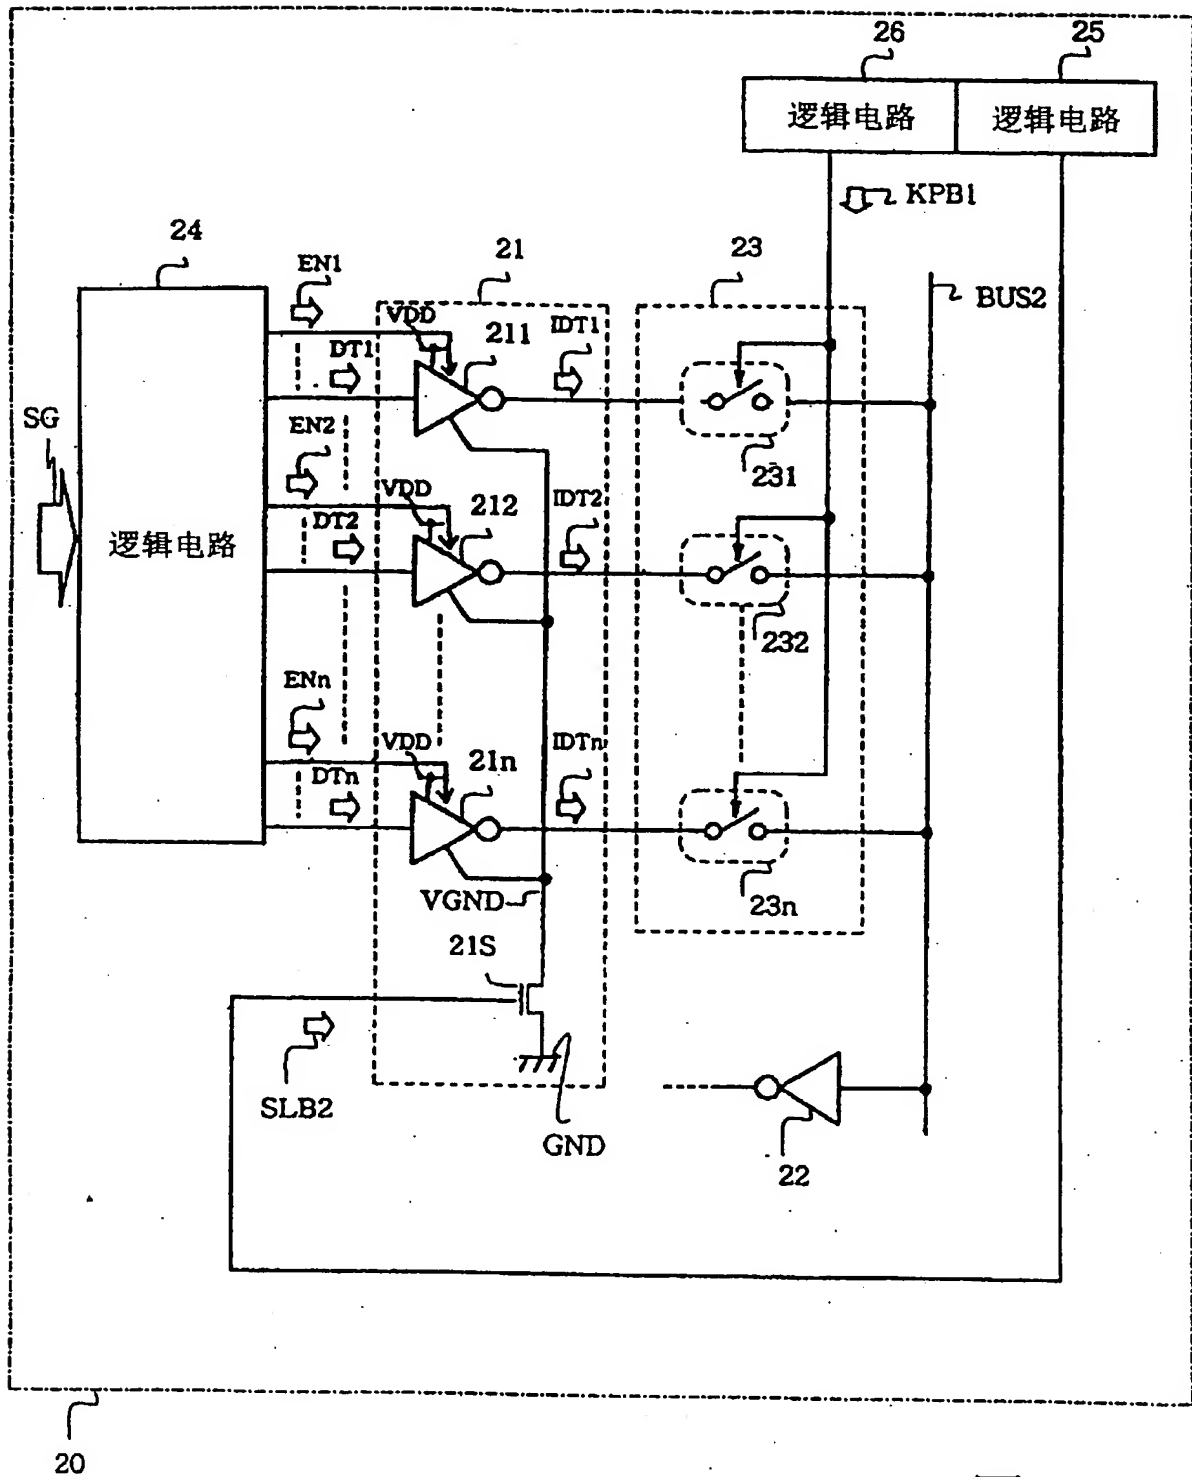 26
25
逻辑电路
逻辑电路
KPB1
24
EN1
21
23
BUS2
VDD
211
IDT1
DT1
SG
EN2
231
VDD
212
IDT2
DT2
逻辑电路
232
ENn
VDD
21n
IDTn
DTn
VGND
23n
21S
SLB2
GND
22
20